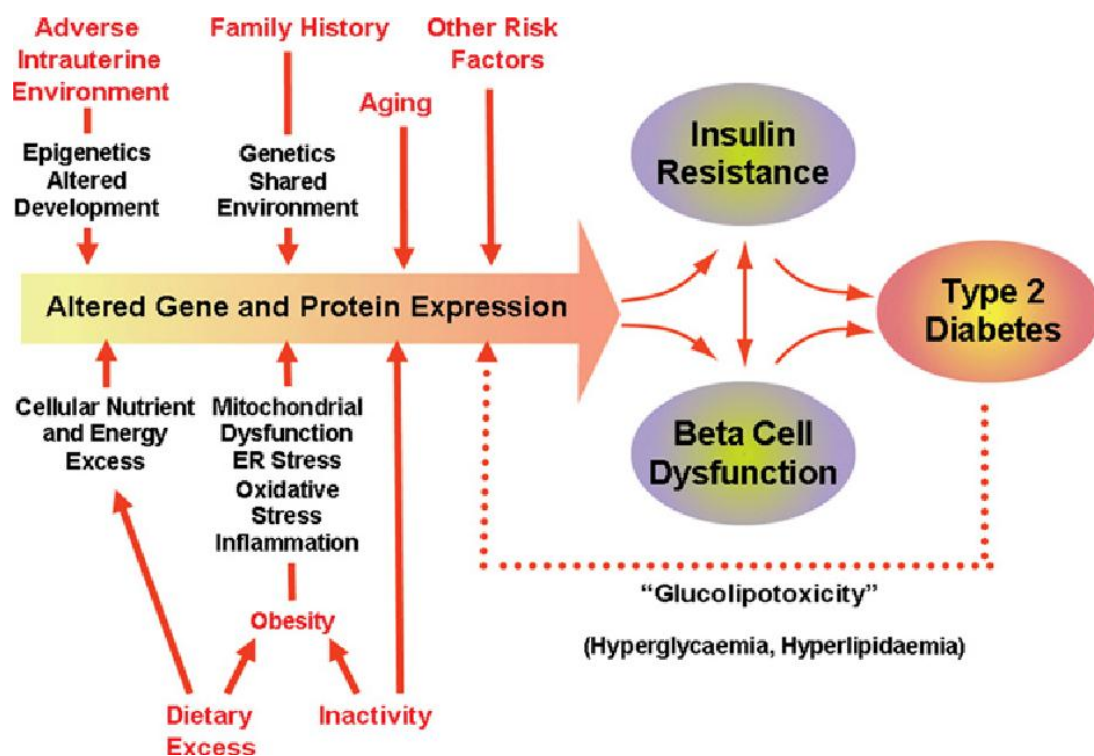 Adverse
Intrauterine
Environment
Family History
Other Risk
Factors
Aging
Epigenetics
Altered
Development
Genetics
Shared
Environment
Insulin
Resistance
Altered Gene and Protein Expression
Type 2
Diabetes
Cellular Nutrient
and Energy
Excess
Mitochondrial
Dysfunction
ER Stress
Oxidative
Stress
Inflammation
Beta Cell
Dysfunction
“Glucolipotoxicity”
(Hyperglycaemia, Hyperlipidaemia)
Obesity
Dietary
Excess
Inactivity